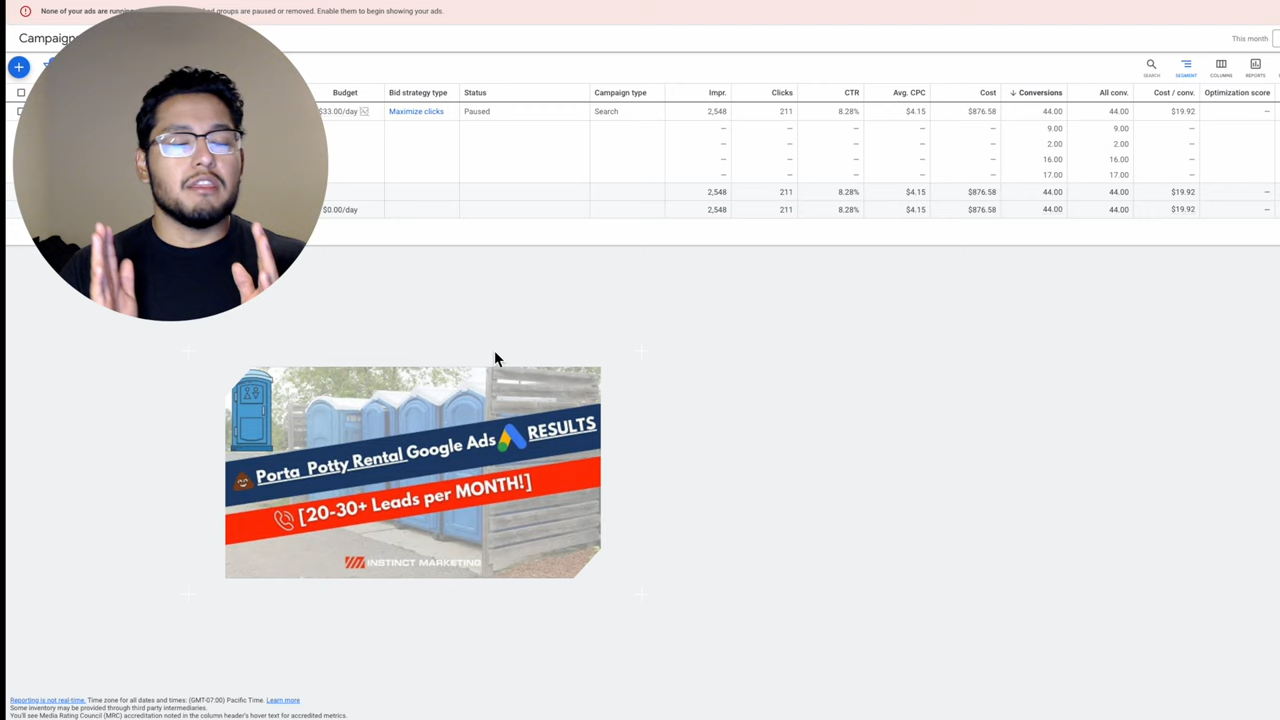 None of your ads are running
groups are paused or removed. Enable them to begin showing your ads.
This month
SEARCH SEGMENT COLUMNS REPORTS
Budget Bid strategy type Status Campaign type Impr. Clicks CTR Avg. CPC Cost ↓ Conversions All conv. Cost / conv. Optimization score
$33.00/day Maximize clicks Paused Search 2,548 211 8.28% $4.15 $876.58 44.00 44.00 $19.92 –
– – – – – 9.00 9.00
– – – – – 2.00 2.00
– – – – – 16.00 16.00
– – – – – 17.00 17.00
2,548 211 8.28% $4.15 $876.58 44.00 44.00 $19.92 –
$0.00/day 2,548 211 8.28% $4.15 $876.58 44.00 44.00 $19.92 –
Porta Potty Rental Google Ads RESULTS
[20-30+ Leads per MONTH!]
INSTINCT MARKETING
Reporting is not real-time. Time zone for all dates and times: (GMT-07:00) Pacific Time. Learn more
Some inventory may be provided through third party intermediaries.
You'll see Media Rating Council (MRC) accreditation noted in the column header's hover text for accredited metrics.